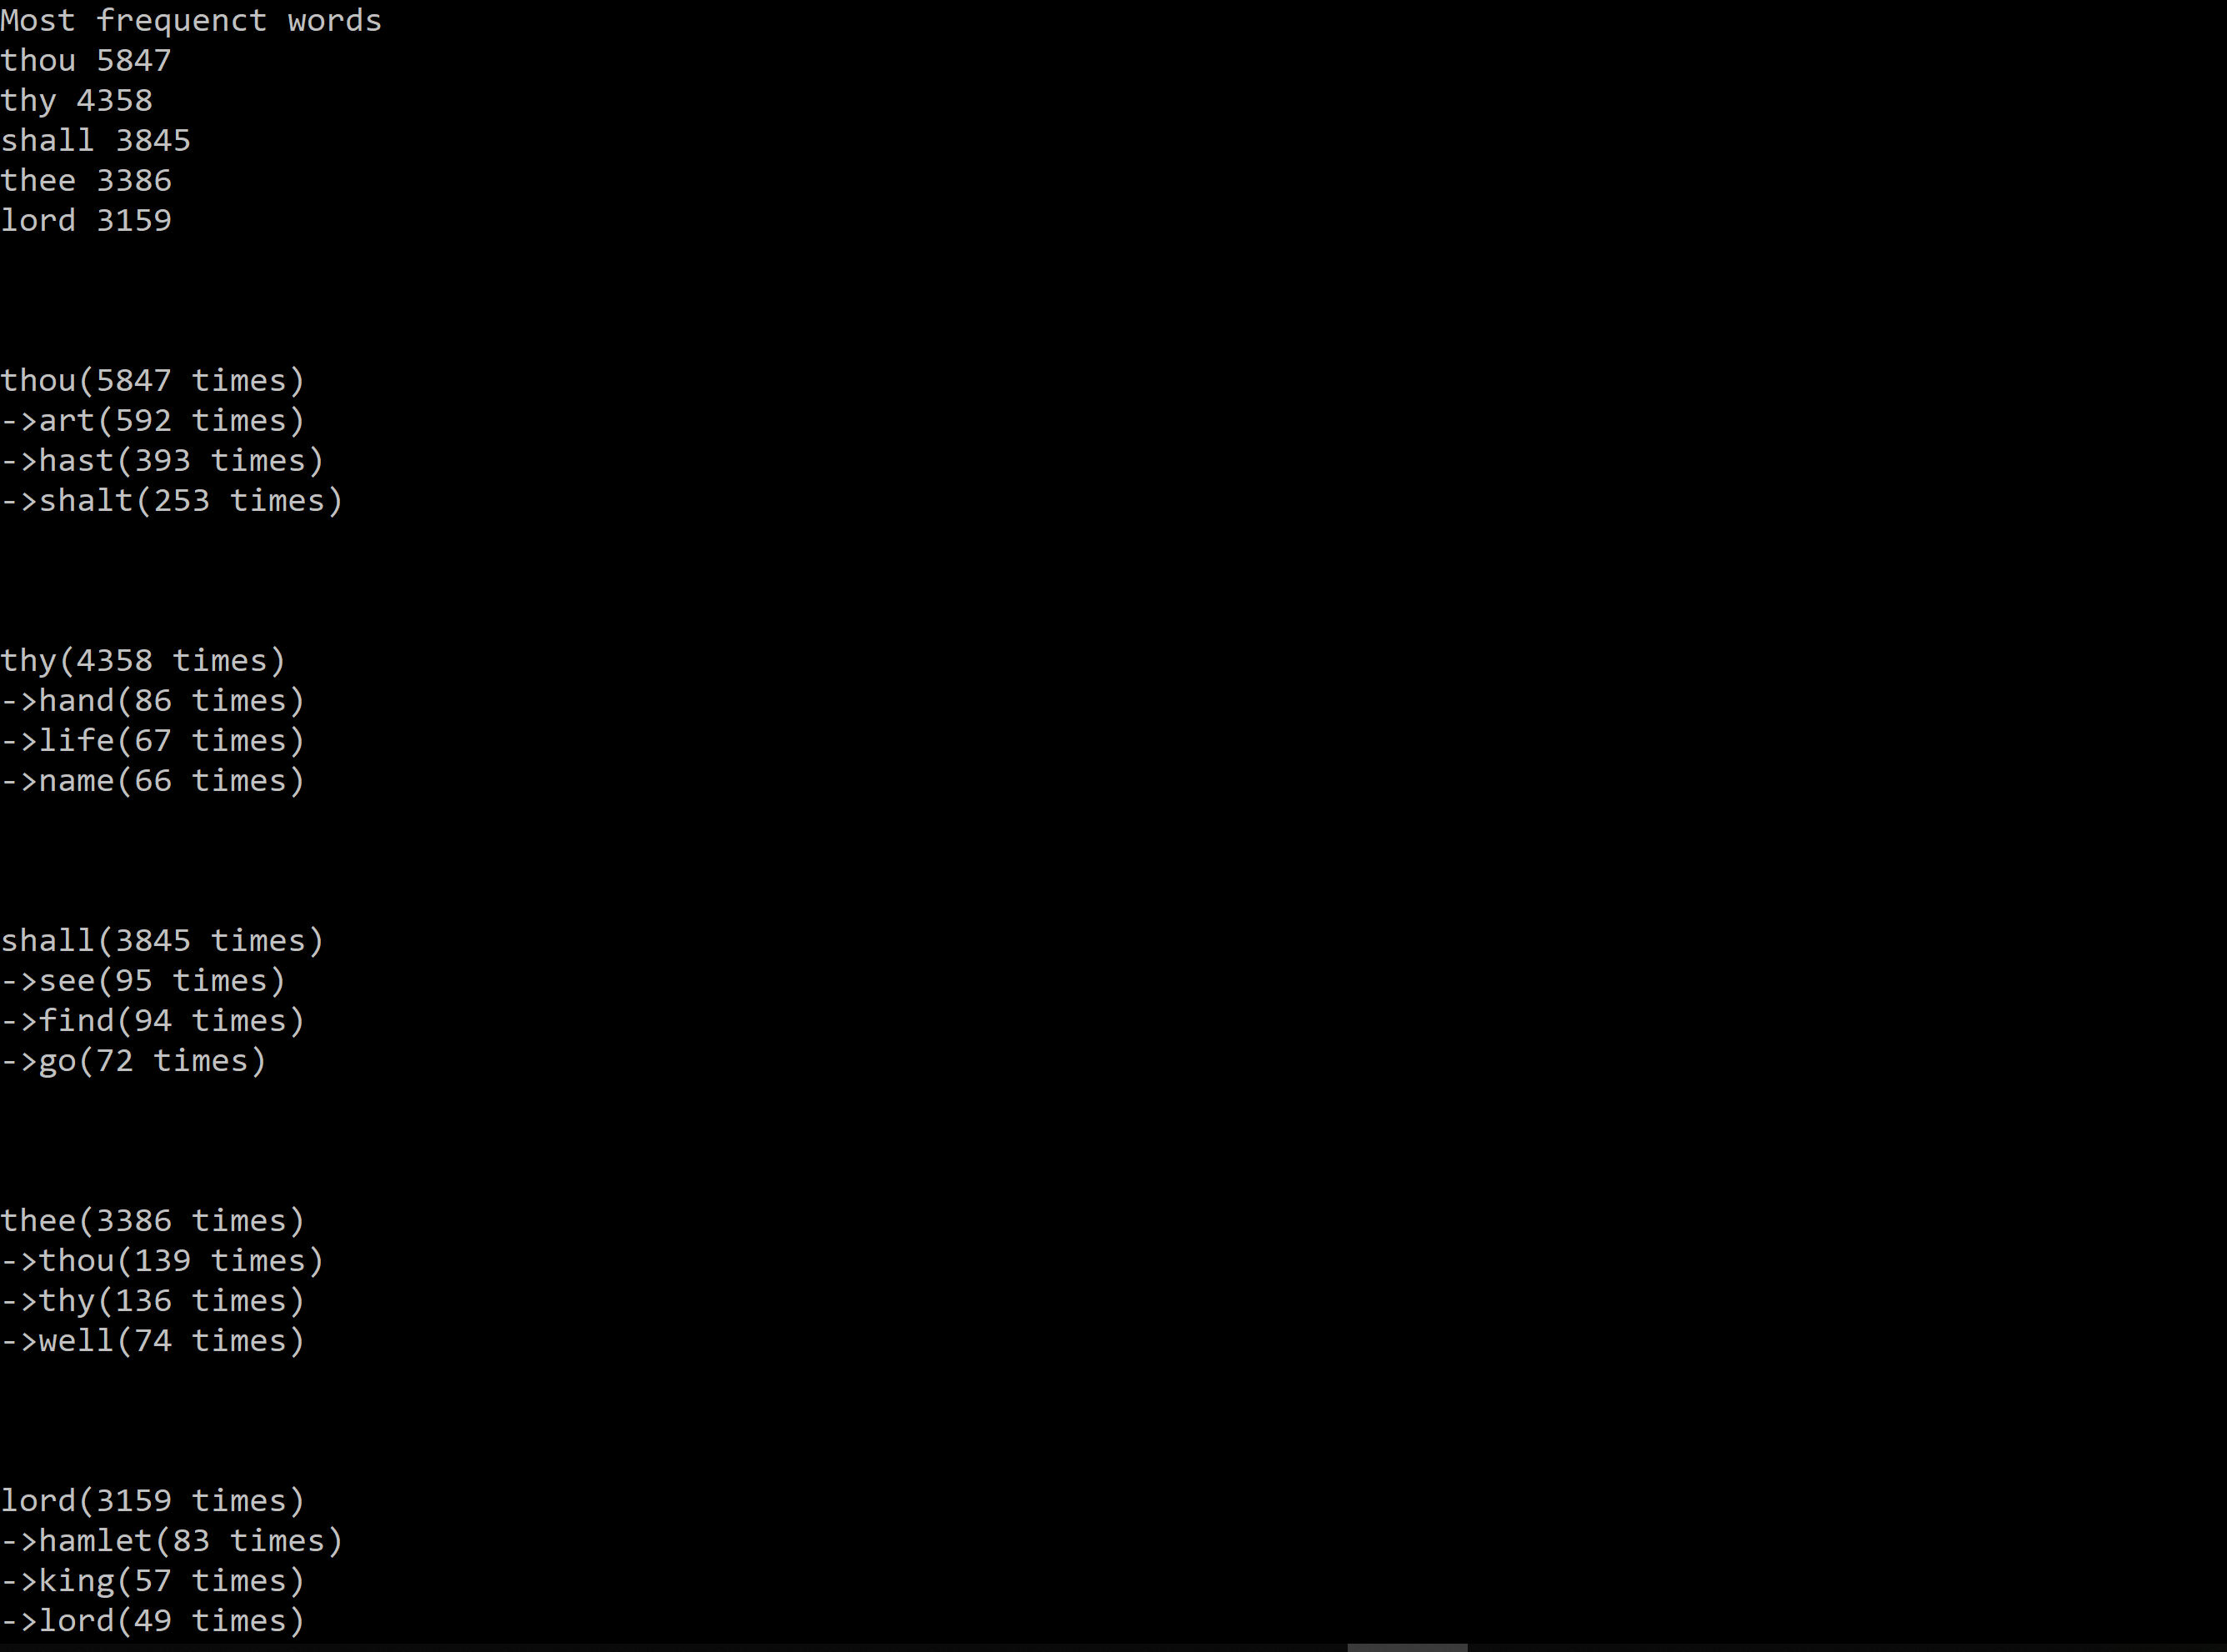 Most frequenct words
thou 5847
thy 4358
shall 3845
thee 3386
lord 3159
thou(5847 times)
->art(592 times)
->hast(393 times)
->shalt(253 times)
thy(4358 times)
->hand(86 times)
->life(67 times)
->name(66 times)
shall(3845 times)
->see(95 times)
->find(94 times)
->go(72 times)
thee(3386 times)
->thou(139 times)
->thy(136 times)
->well(74 times)
lord(3159 times)
->hamlet(83 times)
->king(57 times)
->lord(49 times)